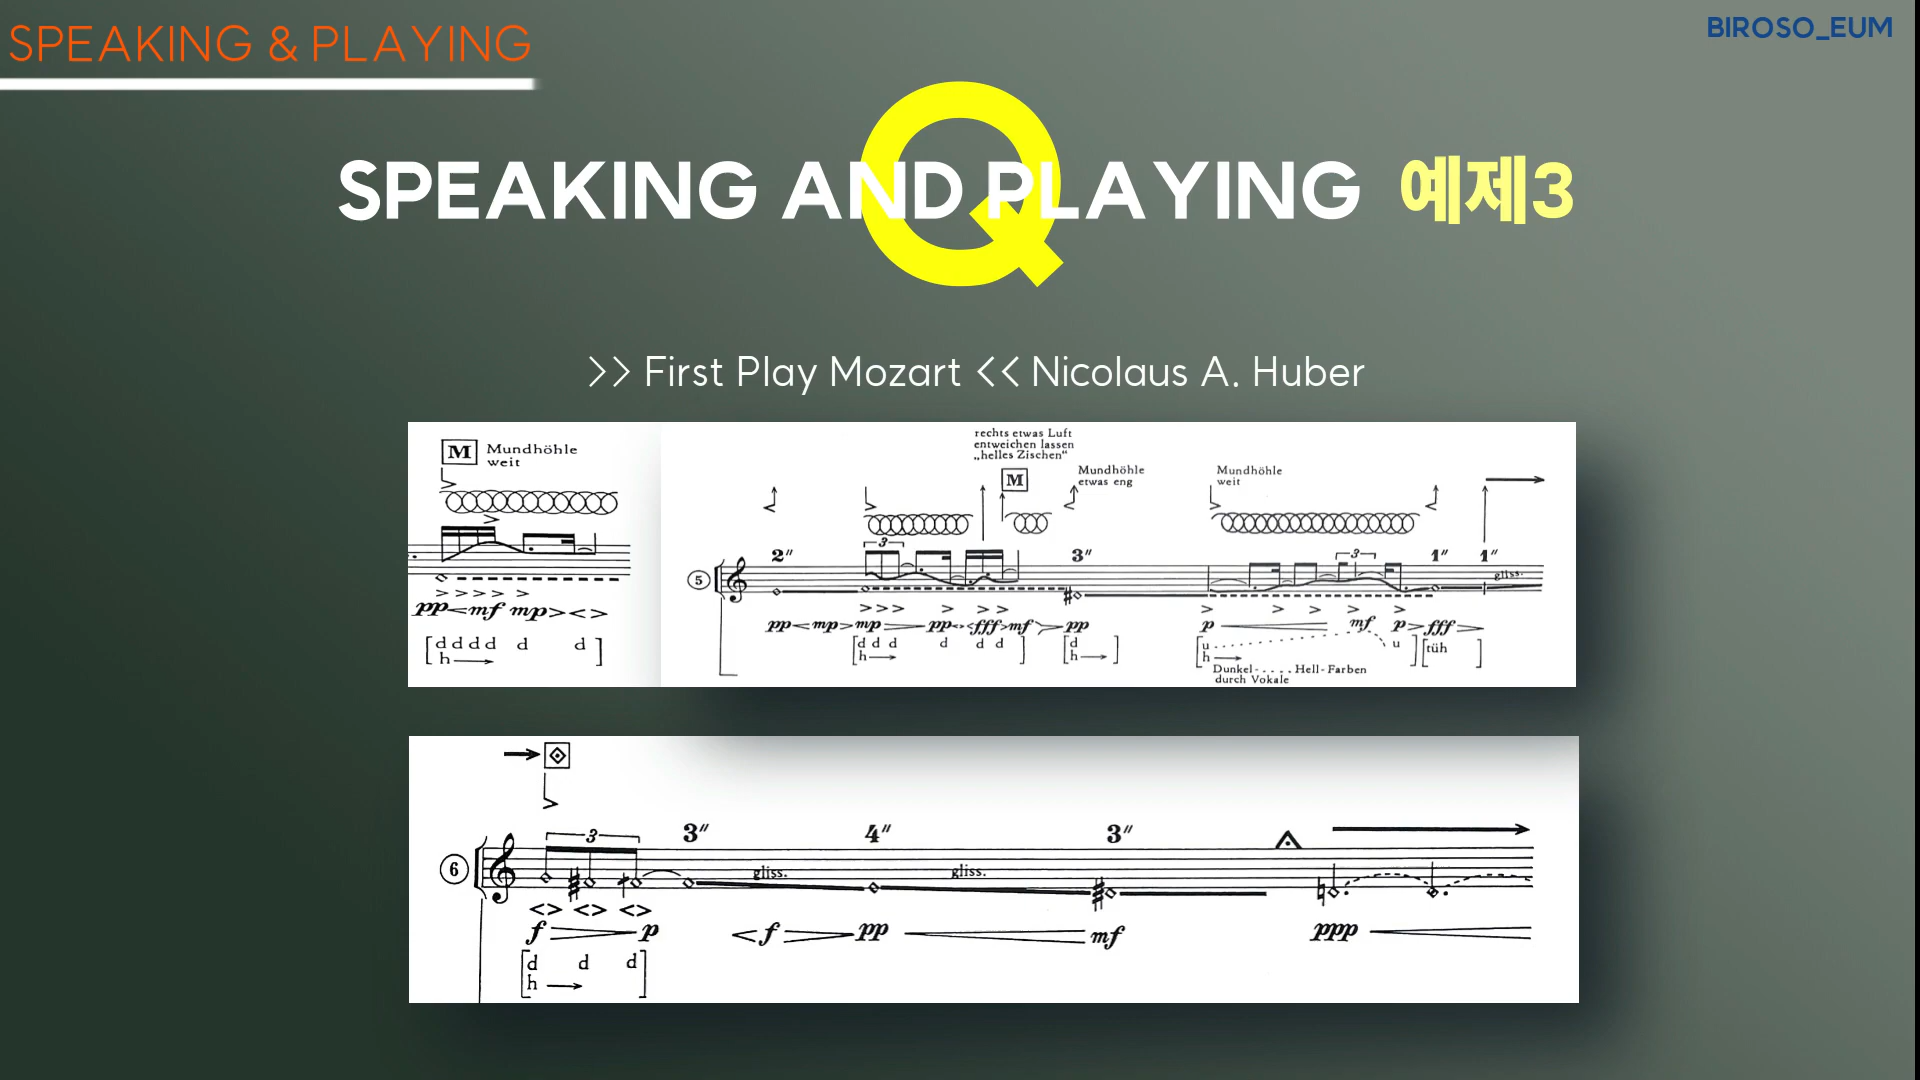 SPEAKING & PLAYING
BIROSO_EUM
Q
SPEAKING AND PLAYING 예제3
>> First Play Mozart << Nicolaus A. Huber
M Mundhöhle
weit
pp mf mp
d d d d d d
h
rechts etwas Luft
entweichen lassen
„helles Zischen"
M
Mundhöhle
etwas eng
Mundhöhle
weit
2" 3 3" 3 1" 1"
5
gliss.
pp mp mp pp fff mf pp p mf p fff
d d d d d d
h
d
h
u u
h
tüh
Dunkel - . . . . Hell - Farben
durch Vokale
3 3" 4" 3"
6
gliss. gliss.
f p f pp mf ppp
d d d
h